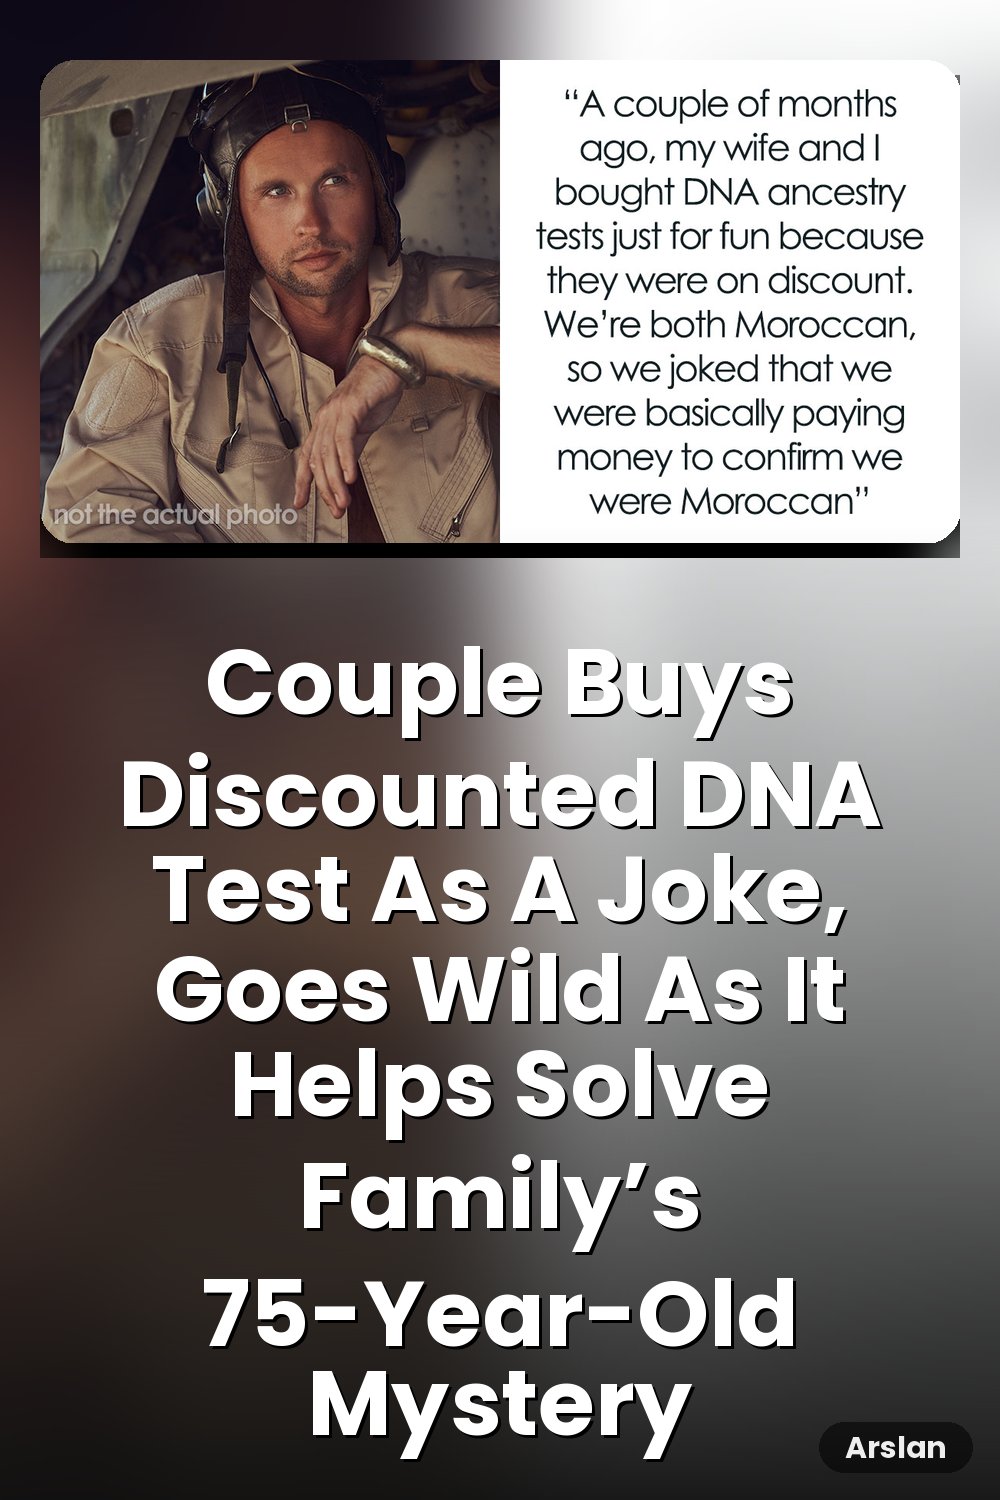 “A couple of months
ago, my wife and I
bought DNA ancestry
tests just for fun because
they were on discount.
We’re both Moroccan,
so we joked that we
were basically paying
money to confirm we
were Moroccan”
not the actual photo
Couple Buys
Discounted DNA
Test As A Joke,
Goes Wild As It
Helps Solve
Family’s
75-Year-Old
Mystery
Arslan